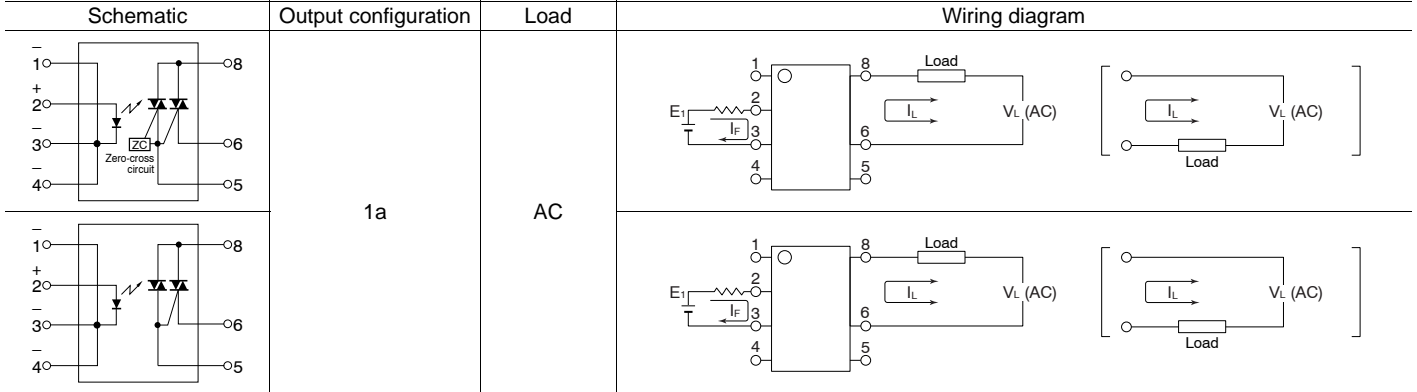 Schematic Output configuration Load Wiring diagram
–
1 8
+
2
–
3 ZC 6
Zero-cross
circuit
–
4 5
1 8 Load
E1 2 IL VL (AC) IL VL (AC)
IF 3 6
Load
4 5
1a AC
–
1 8
+
2
–
3 6
–
4 5
1 8 Load
E1 2 IL VL (AC) IL VL (AC)
IF 3 6
Load
4 5